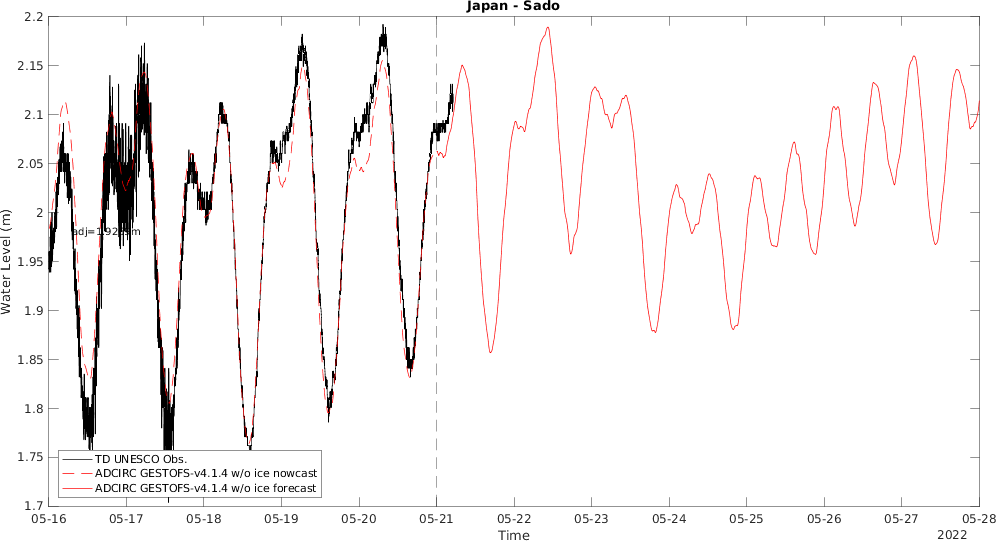 Japan - Sado
2.2
2.15
2.1
2.05
2
1.95
1.9
1.85
1.8
1.75
1.7
Water Level (m)
TD UNESCO Obs.
ADCIRC GESTOFS-v4.1.4 w/o ice nowcast
ADCIRC GESTOFS-v4.1.4 w/o ice forecast
05-16 05-17 05-18 05-19 05-20 05-21 05-22 05-23 05-24 05-25 05-26 05-27 05-28
Time
2022